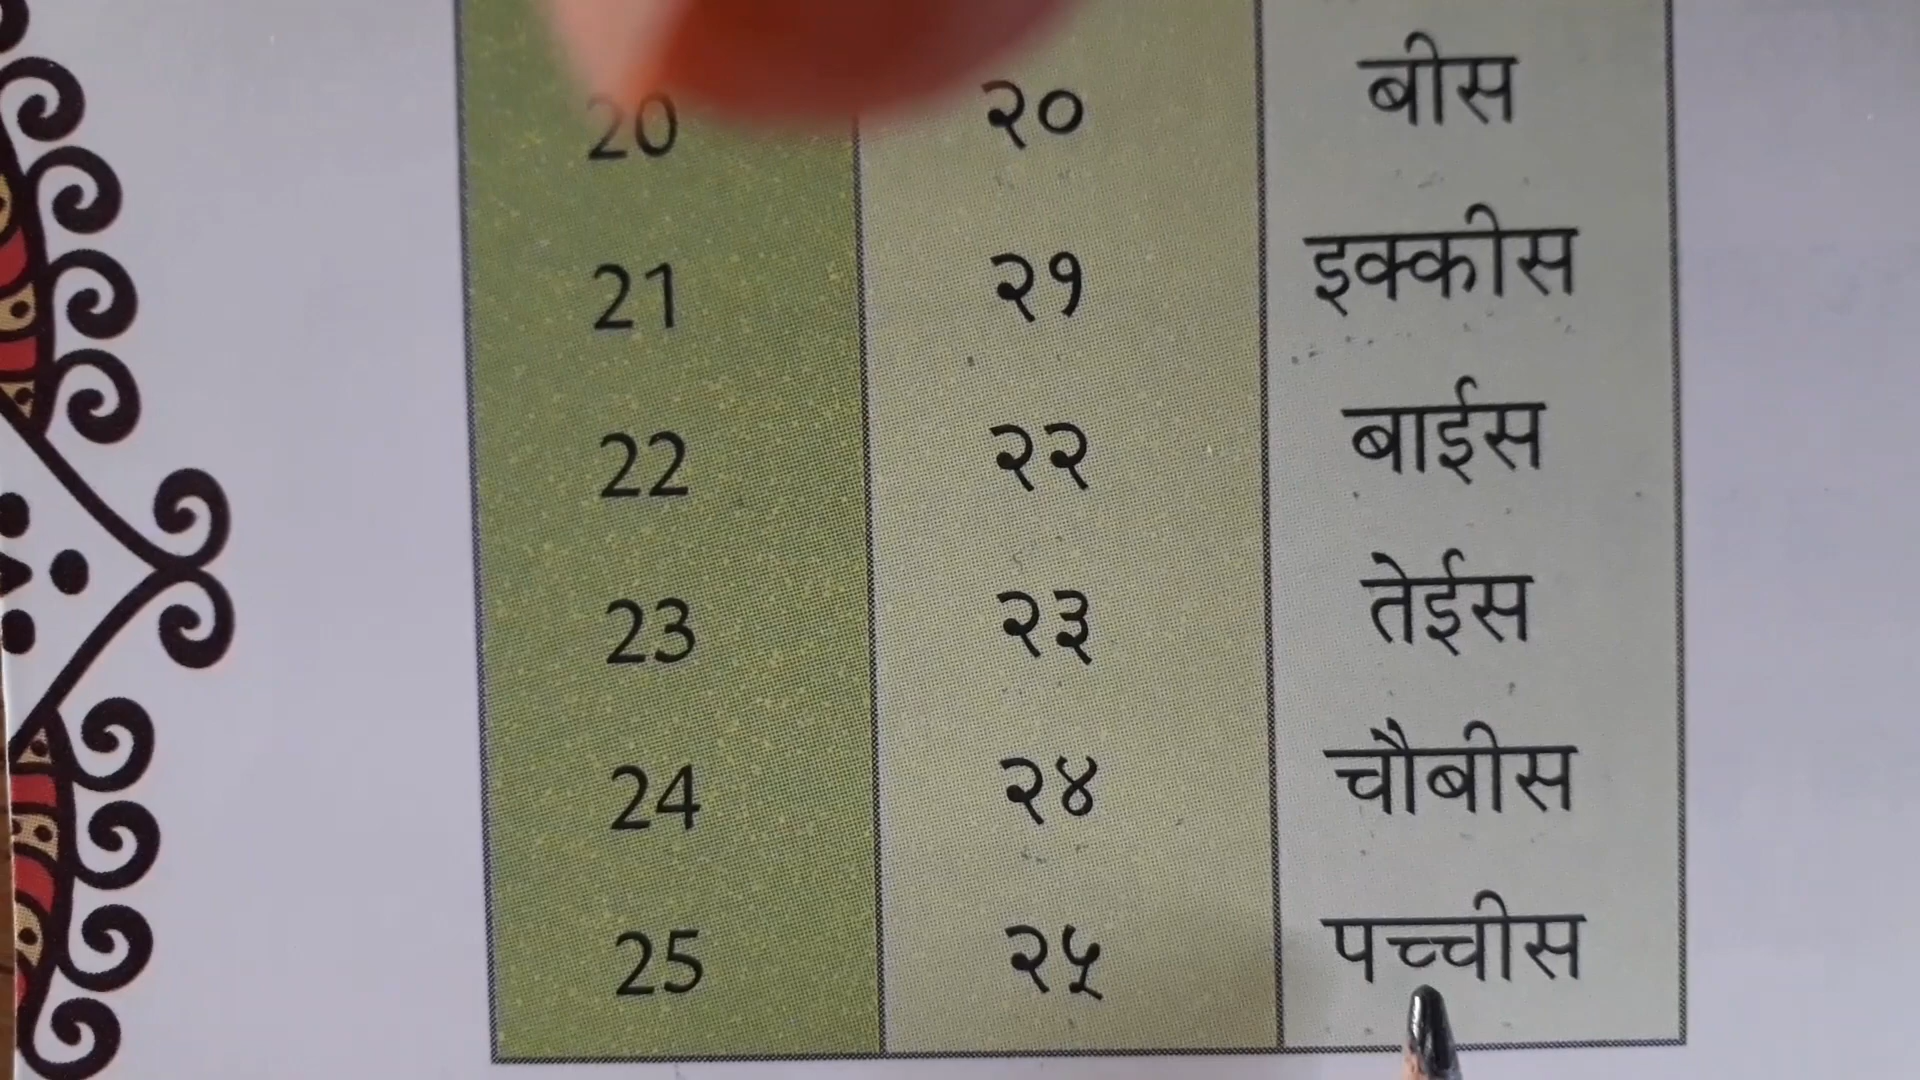 20 २० बीस
21 २१ इक्कीस
22 २२ बाईस
23 २३ तेईस
24 २४ चौबीस
25 २५ पच्चीस